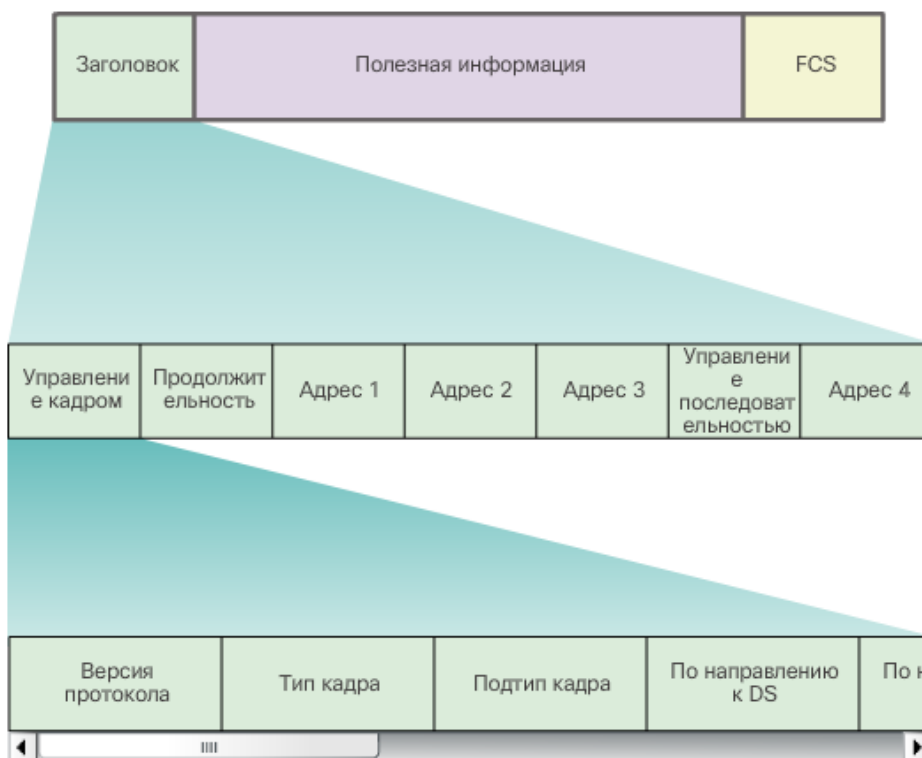 Заголовок
Полезная информация
FCS
Управлени
е кадром
Продолжит
ельность
Адрес 1
Адрес 2
Адрес 3
Управлени
е
последоват
ельностью
Адрес 4
Версия
протокола
Тип кадра
Подтип кадра
По направлению
к DS
По